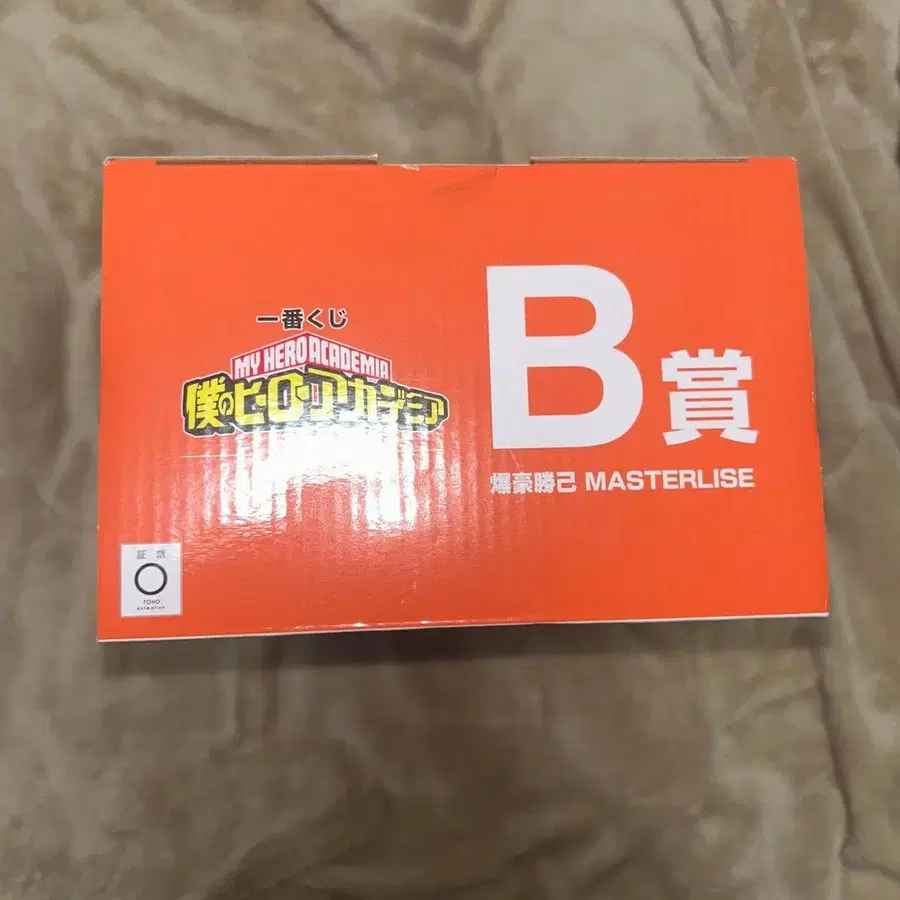 一番くじ
MY HERO ACADEMIA
僕のヒーローアカデミア
B賞
爆豪勝己 MASTERLISE
証票
TOHO
animation